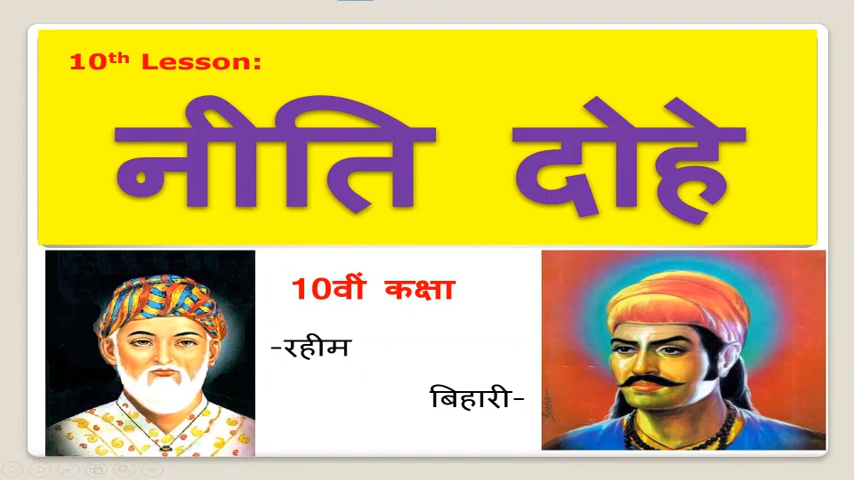 10th Lesson:
नीति दोहे
10वीं कक्षा
-रहीम
बिहारी-